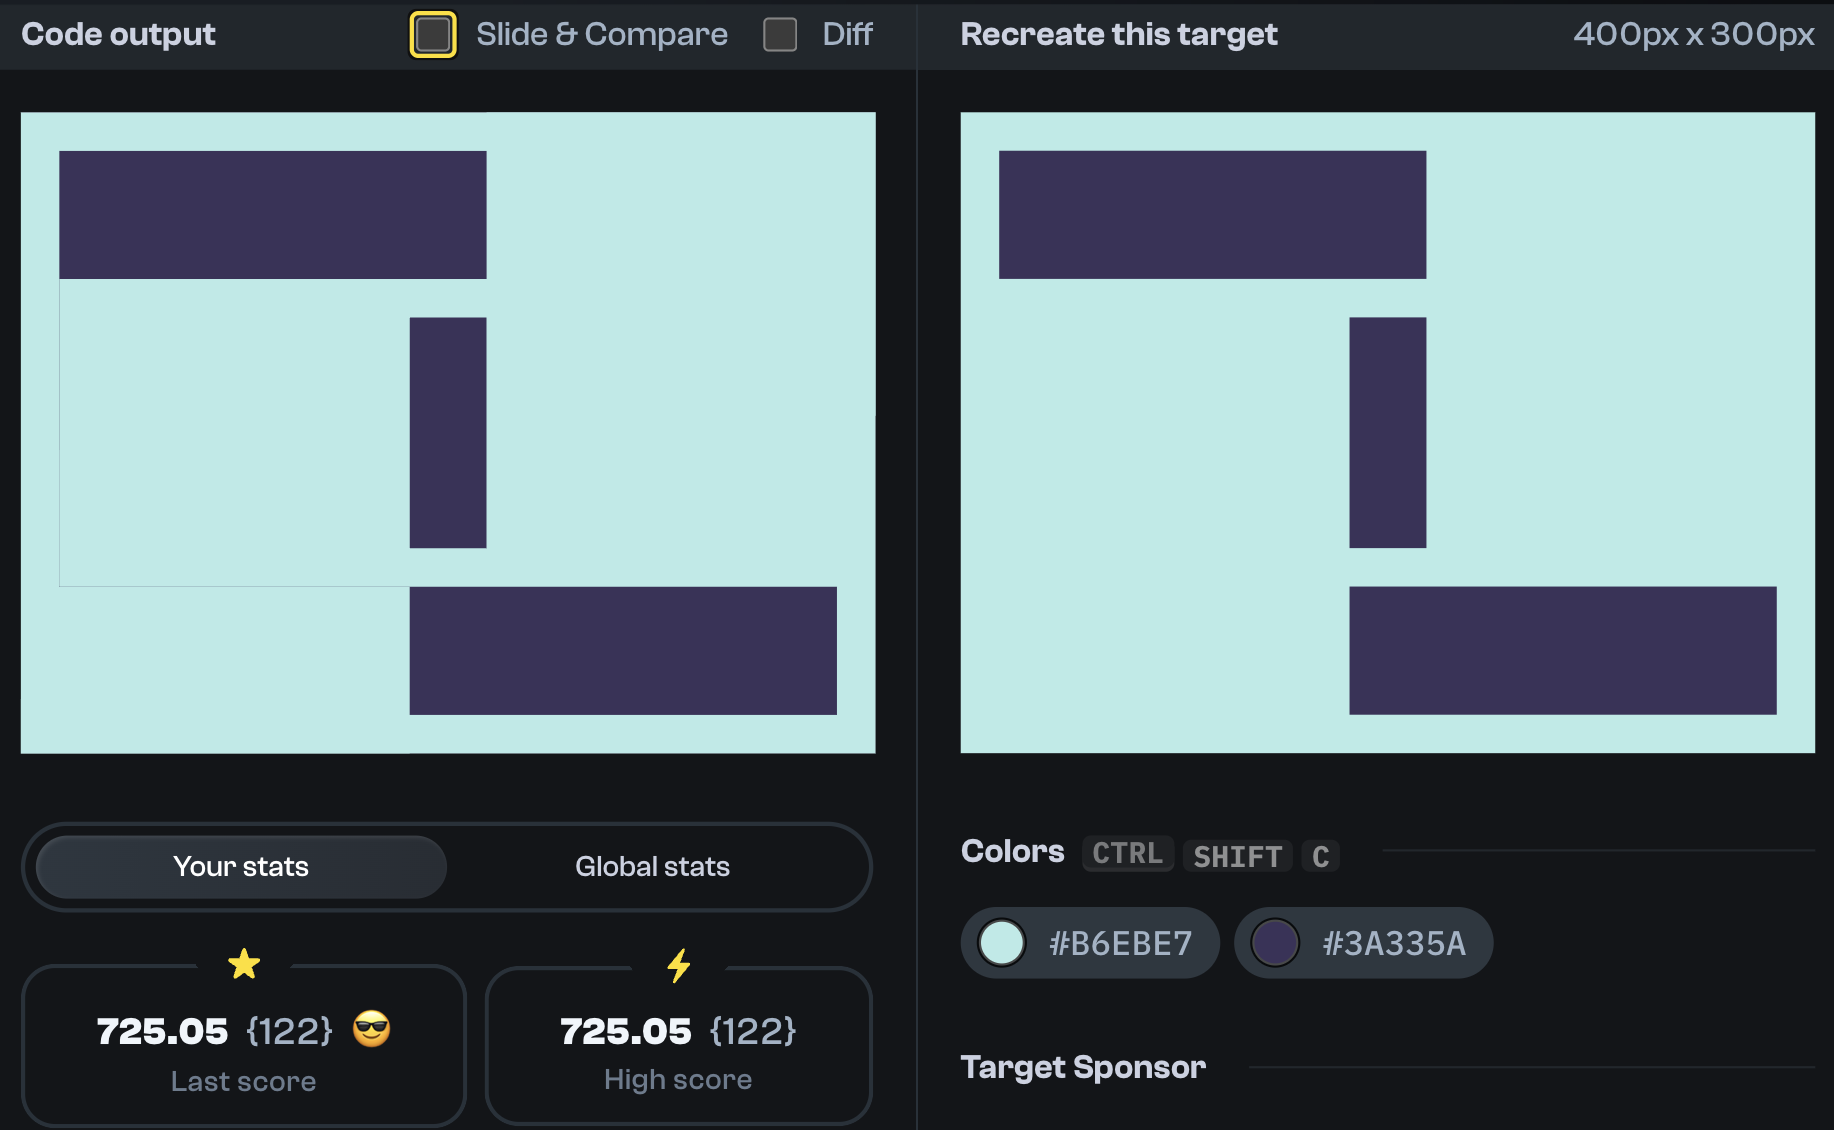 Code output
Slide & Compare
Diff
Recreate this target
400px x 300px
Your stats
Global stats
725.05 {122} 😎
Last score
725.05 {122}
High score
Colors CTRL SHIFT C
#B6EBE7
#3A335A
Target Sponsor